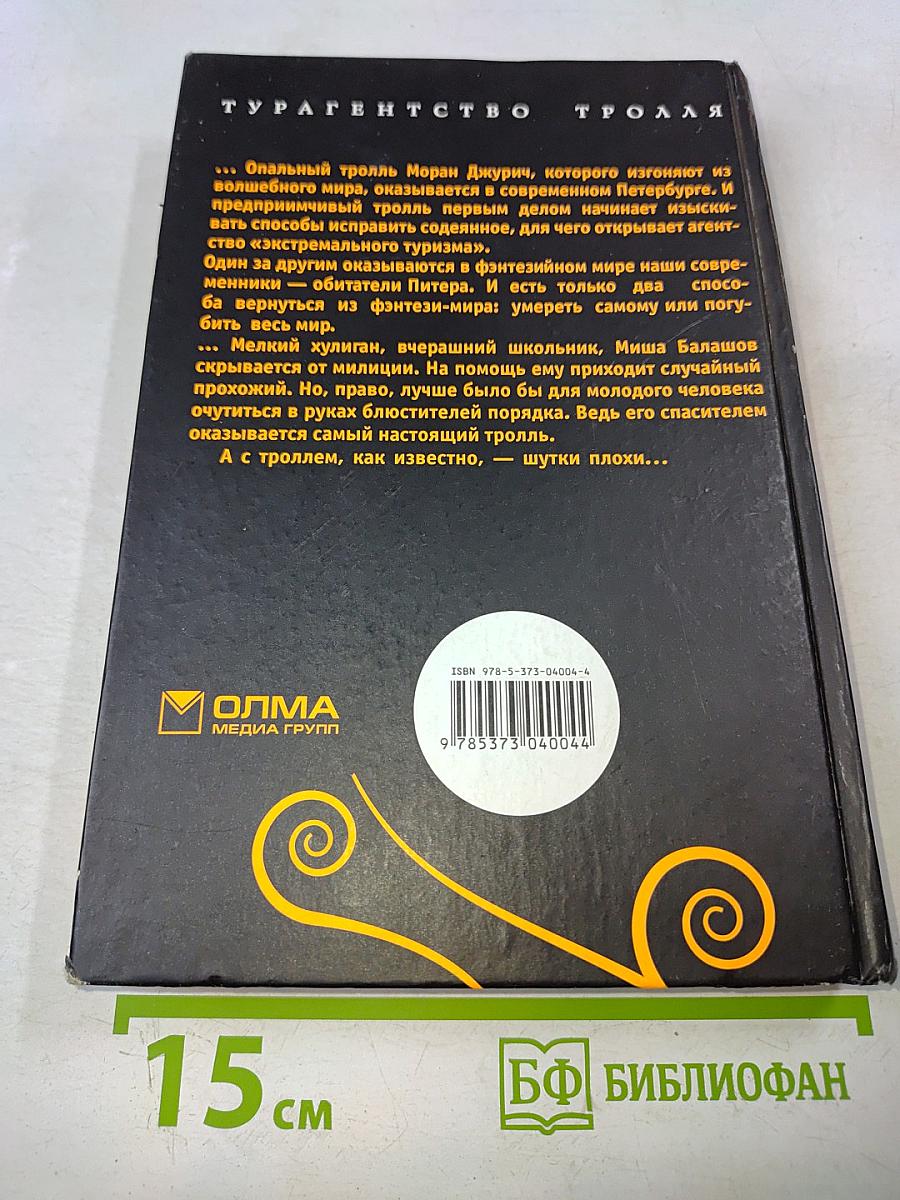 ТУРАГЕНТСТВО ТРОЛЛЯ
... Опальный тролль Моран Джурич, которого изгоняют из
волшебного мира, оказывается в современном Петербурге. И
предприимчивый тролль первым делом начинает изыски-
вать способы исправить содеянное, для чего открывает агент-
ство «экстремального туризма».
Один за другим оказываются в фэнтезийном мире наши совре-
менники — обитатели Питера. И есть только два спосо-
ба вернуться из фэнтези-мира: умереть самому или погу-
бить весь мир.
... Мелкий хулиган, вчерашний школьник, Миша Балашов
скрывается от милиции. На помощь ему приходит случайный
прохожий. Но, право, лучше было бы для молодого человека
очутиться в руках блюстителей порядка. Ведь его спасителем
оказывается самый настоящий тролль.
А с троллем, как известно, — шутки плохи...
ISBN 978-5-373-04004-4
9 785373 040044
ОЛМА
МЕДИА ГРУПП
15 см
БФ БИБЛИОФАН